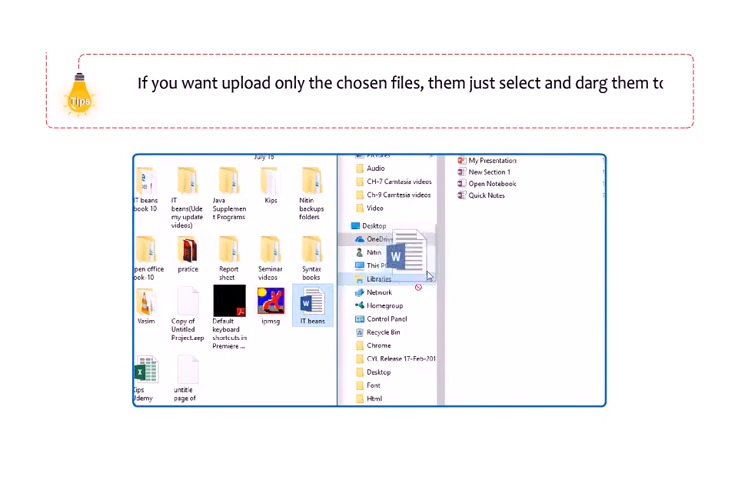 If you want upload only the chosen files, them just select and darg them to
Tips
July 15
IT beans
book 10
IT
beans(Ude
my update
videos)
Java
Supplemen
t Programs
Kips
Nitin
backups
folders
pen office
ook 10
pratice
Report
sheet
Seminar
videos
Syntax
books
Vasim
Copy of
Untitled
Project.aep
Default
keyboard
shortcuts in
Premiere ...
ipmsg
IT beans
ips
demy
untitle
page of
Pictures
Audio
CH-7 Camtasia videos
Ch-9 Camtasia videos
Video
Desktop
OneDrive
Nitin
This P
Libraries
Network
Homegroup
Control Panel
Recycle Bin
Chrome
CYL Release 17-Feb-201
Desktop
Font
Html
My Presentation
New Section 1
Open Notebook
Quick Notes